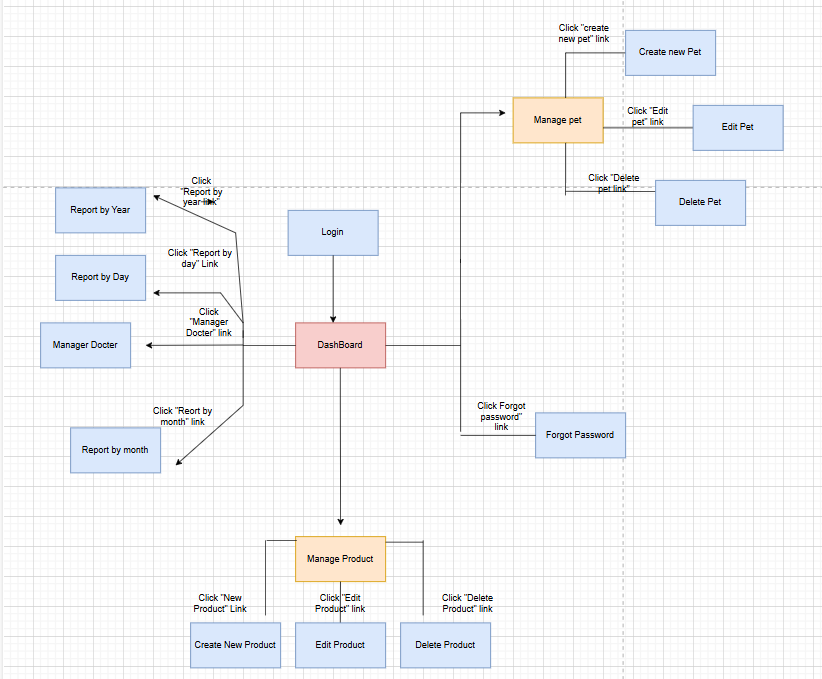 Click "create
new pet" link
Create new Pet
Manage pet
Click "Edit
pet" link
Edit Pet
Click "Delete
pet link"
Delete Pet
Click
"Report by
year link"
Report by Year
Login
Click "Report by
day" Link
Report by Day
Click
"Manager
Docter" link
Manager Docter
DashBoard
Click "Reort by
month" link
Report by month
Click Forgot
password"
link
Forgot Password
Manage Product
Click "New
Product" Link
Click "Edit
Product" link
Click "Delete
Product" link
Create New Product
Edit Product
Delete Product